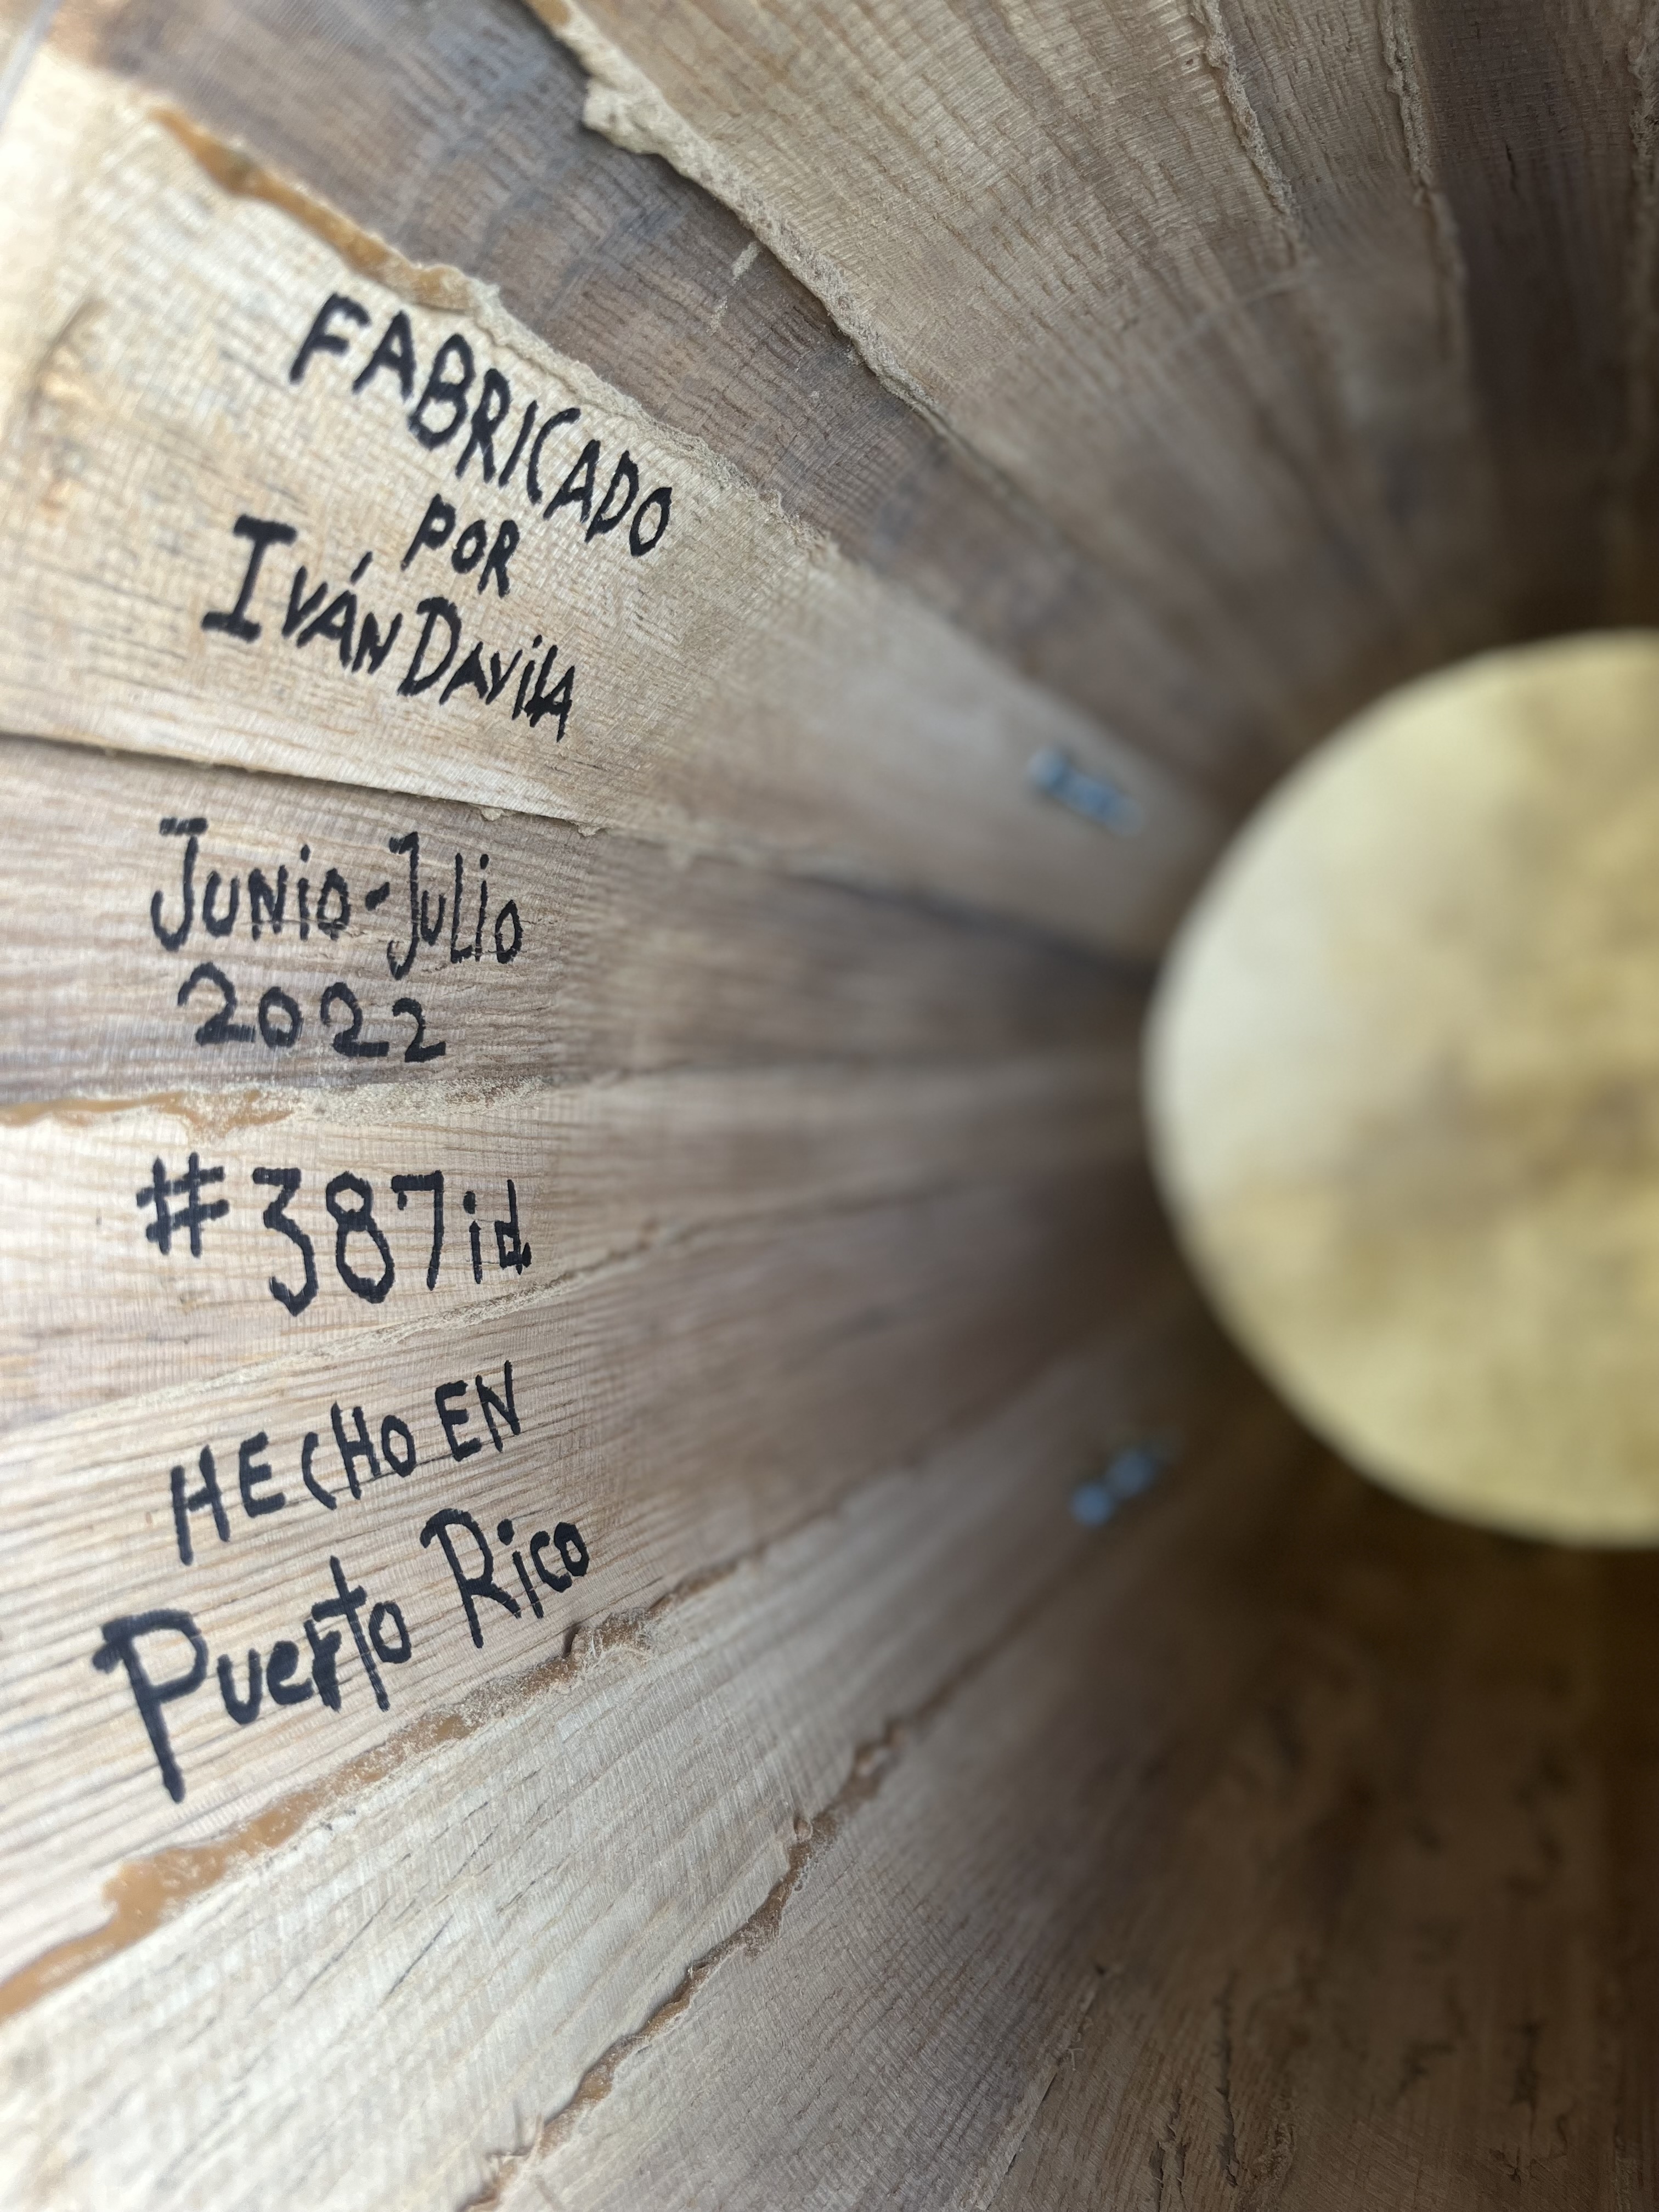 FABRICADO
POR
IVÁN DAVilA
JUNiO-JuLio
2022
#387id
HECHO EN
Puerto Rico